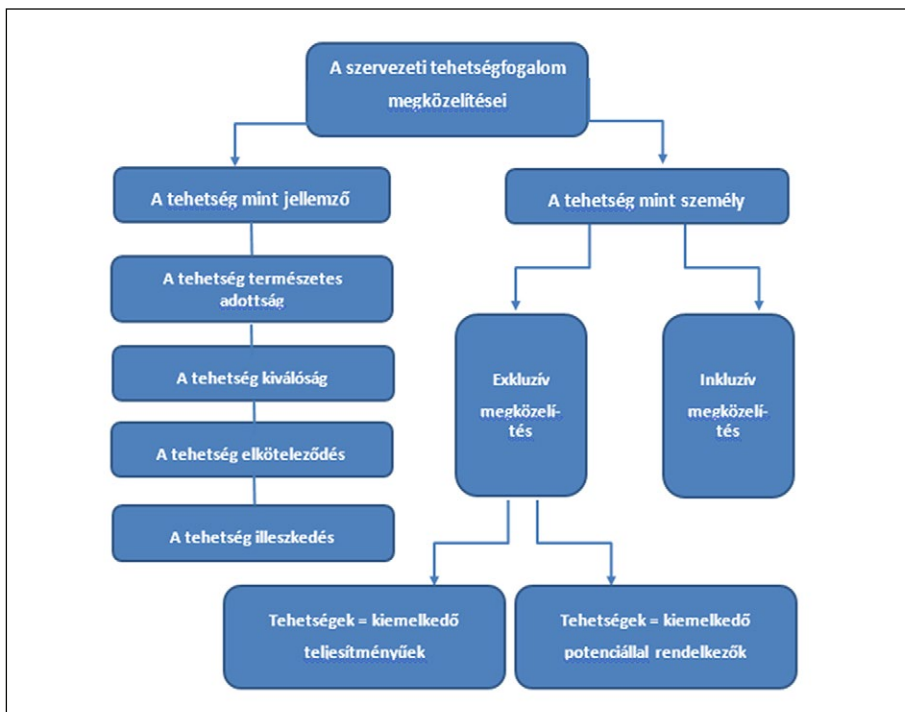 A szervezeti tehetségfogalom
megközelítései
A tehetség mint jellemző
A tehetség mint személy
A tehetség természetes
adottság
A tehetség kiválóság
A tehetség elköteleződés
A tehetség illeszkedés
Exkluzív
megközelí-
tés
Inkluzív
megközelí-
tés
Tehetségek = kiemelkedő
teljesítményűek
Tehetségek = kiemelkedő
potenciállal rendelkezők